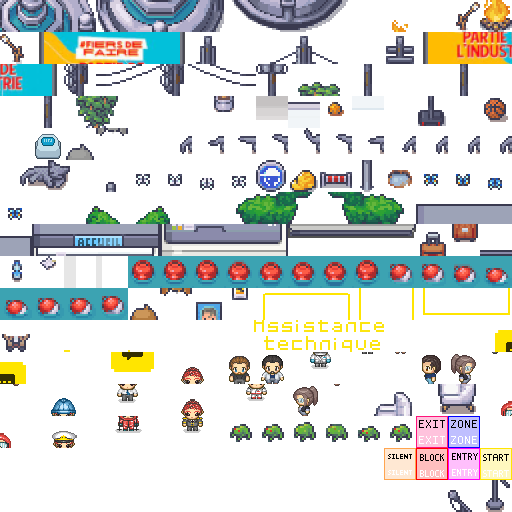 #FIERS DE
FAIRE
PARTIE
L'INDUST
DE
RIE
ACCUEIL
Assistance
technique
EXIT ZONE
EXIT ZONE
SILENT BLOCK ENTRY START
SILENT BLOCK ENTRY START